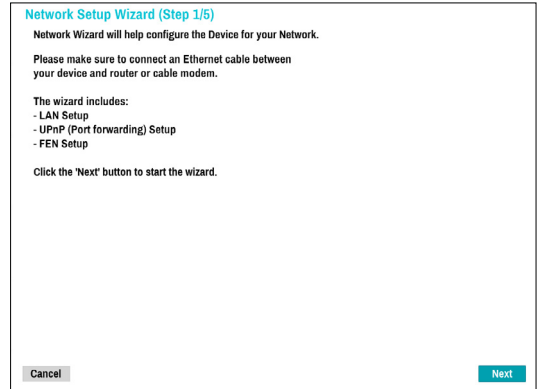 Network Setup Wizard (Step 1/5)
Network Wizard will help configure the Device for your Network.
Please make sure to connect an Ethernet cable between
your device and router or cable modem.
The wizard includes:
- LAN Setup
- UPnP (Port forwarding) Setup
- FEN Setup
Click the 'Next' button to start the wizard.
Cancel
Next